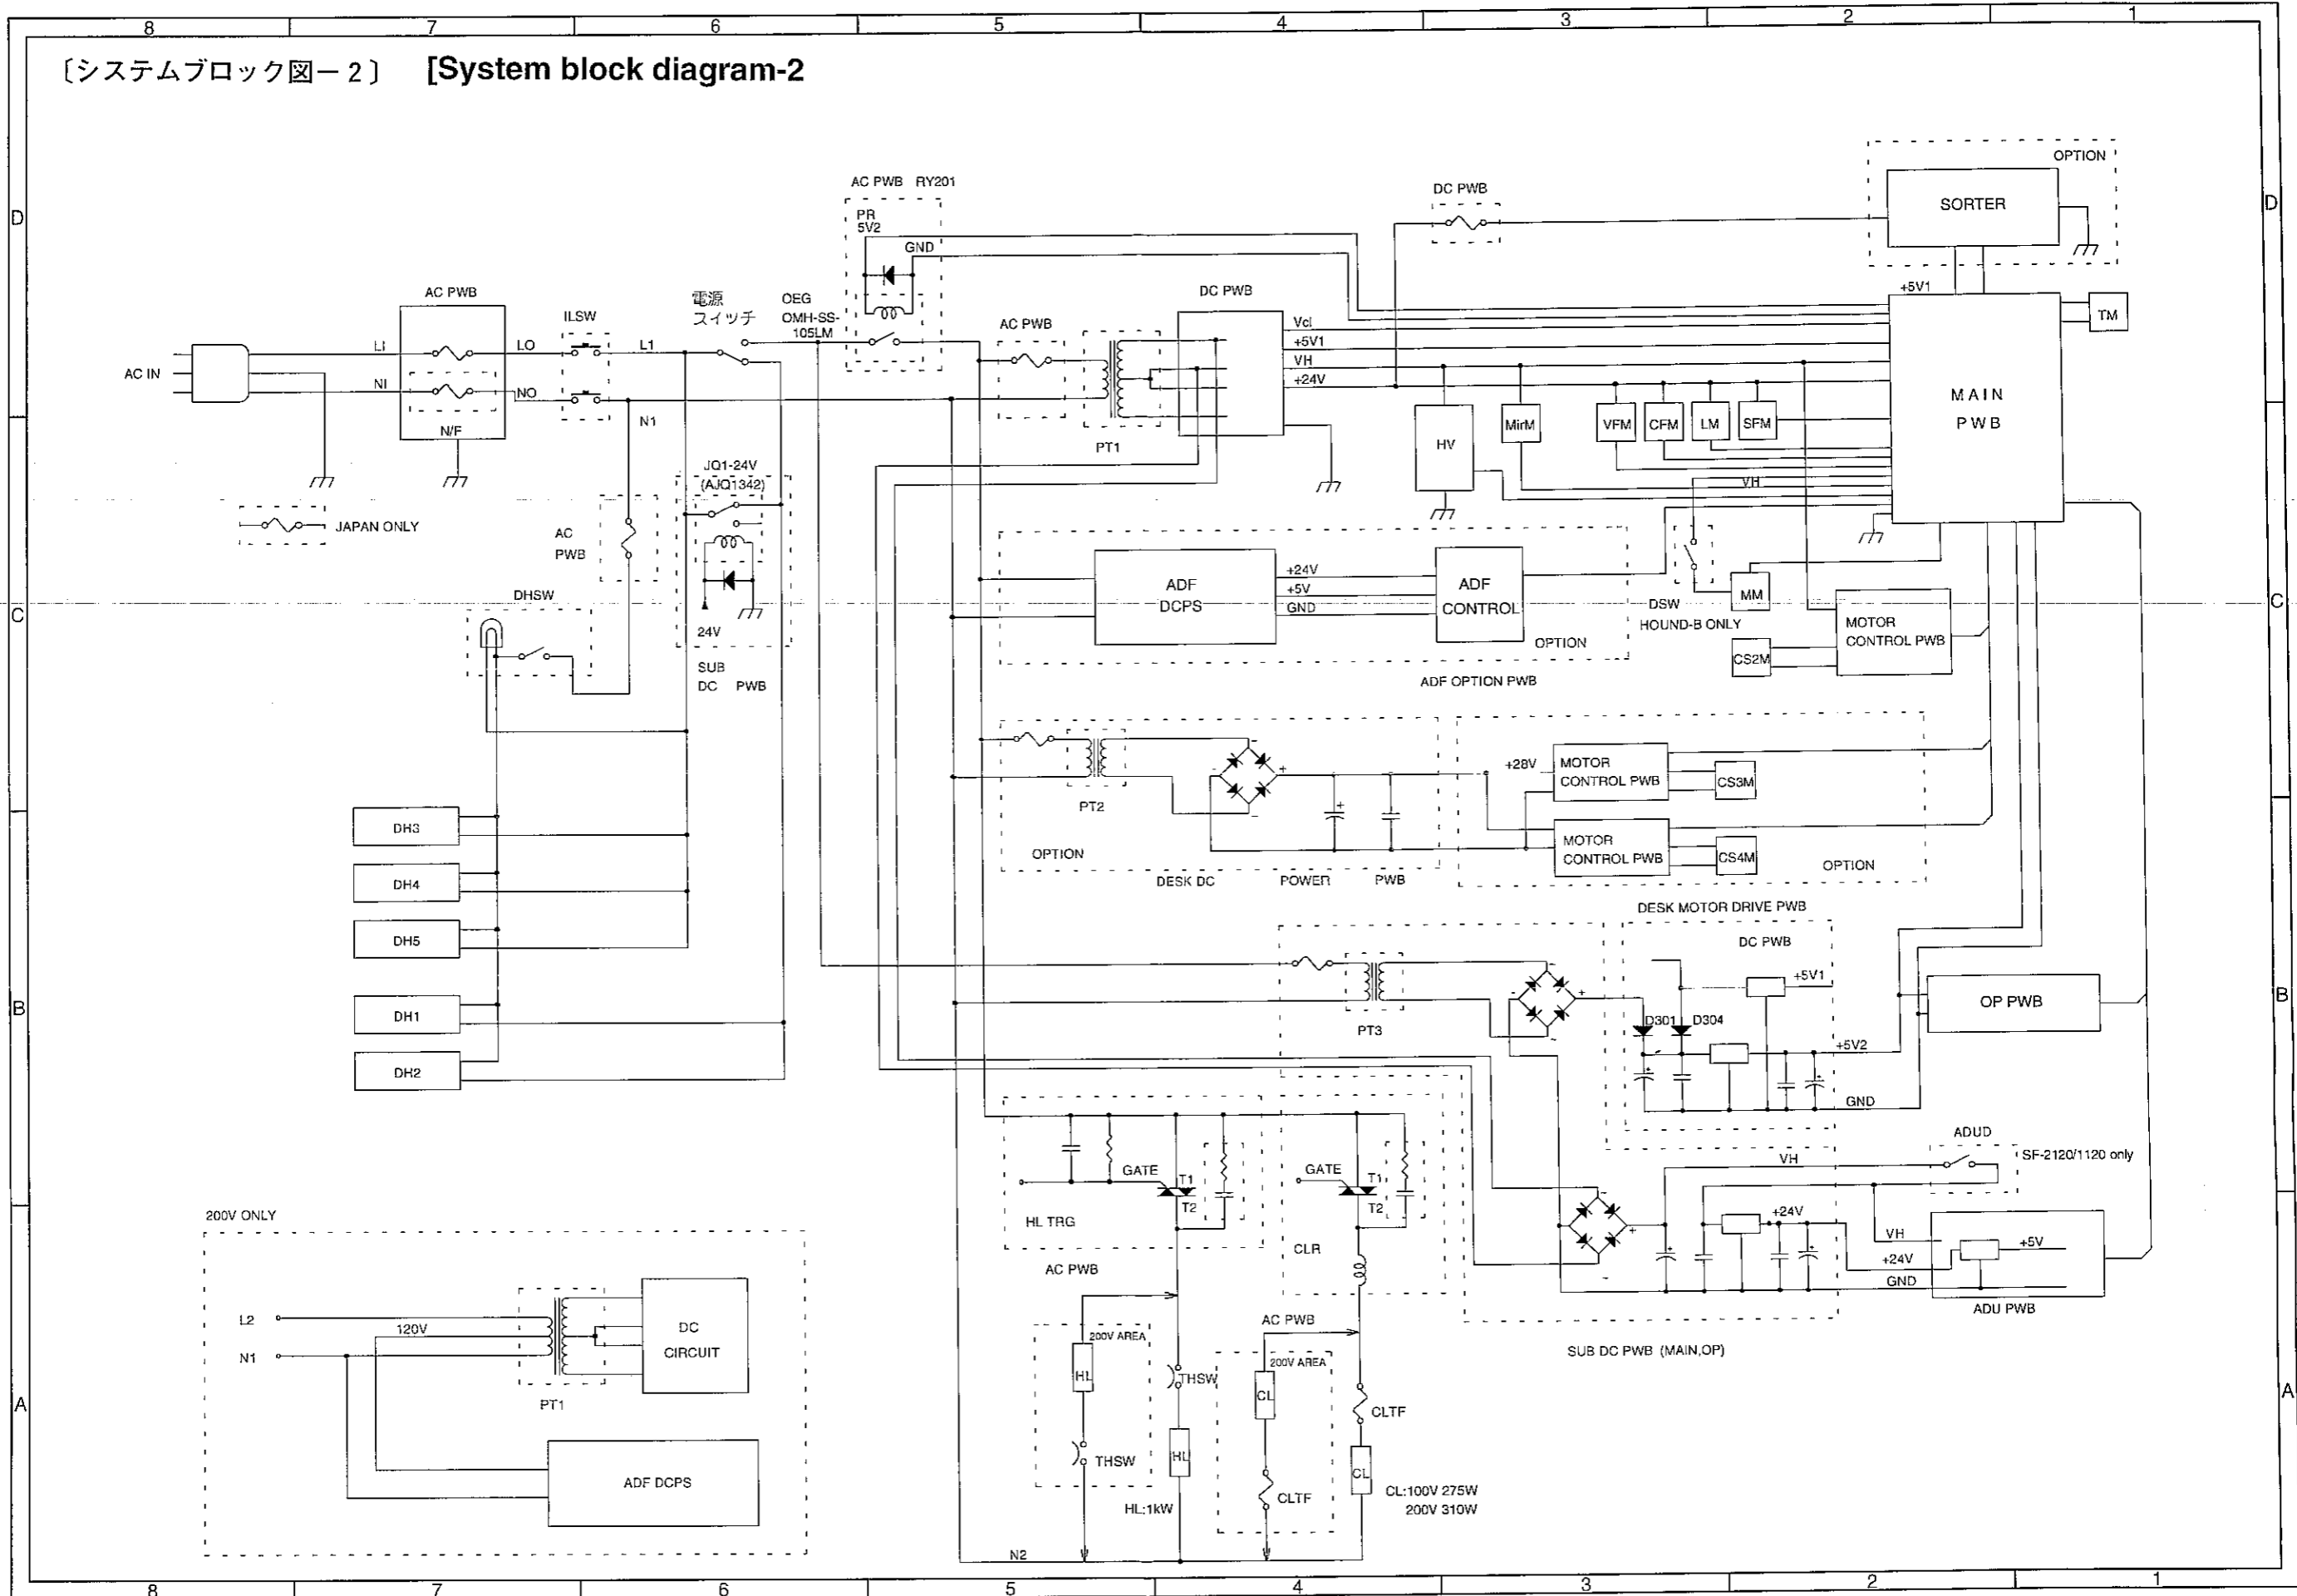 8 7 6 5 4 3 2 1
〔システムブロック図ー2〕 [System block diagram-2
D
D
C
C
B
B
A
A
AC PWB RY201
PR
5V2
GND
DC PWB
OPTION
SORTER
AC PWB
ILSW
電源
スイッチ
OEG
OMH-SS-
105LM
AC PWB
DC PWB
+5V1
TM
AC IN
LI
LO
L1
NI
NO
N1
N/F
PT1
Vcl
+5V1
VH
+24V
HV
MirM
VFM
CFM
LM
SFM
MAIN
PWB
VH
JAPAN ONLY
AC
PWB
JQ1-24V
(AJQ1342)
24V
SUB
DC PWB
DHSW
ADF
DCPS
+24V
+5V
GND
ADF
CONTROL
OPTION
ADF OPTION PWB
DSW
HOUND-B ONLY
MM
CS2M
MOTOR
CONTROL PWB
DH3
DH4
DH5
DH1
DH2
PT2
-
-
+
-
+
OPTION
DESK DC POWER PWB
+28V
MOTOR
CONTROL PWB
CS3M
MOTOR
CONTROL PWB
CS4M
OPTION
DESK MOTOR DRIVE PWB
PT3
-
-
+
-
DC PWB
+5V1
D301
D304
+5V2
+
+
GND
OP PWB
GATE
T1
T2
HL TRG
AC PWB
GATE
T1
T2
CLR
AC PWB
-
+
-
+
+
VH
+24V
ADUD
SF-2120/1120 only
VH
+24V
GND
+5V
ADU PWB
SUB DC PWB (MAIN,OP)
200V ONLY
L2
120V
N1
PT1
DC
CIRCUIT
ADF DCPS
200V AREA
HL
THSW
THSW
HL
HL;1kW
200V AREA
CL
CLTF
CLTF
CL
CL:100V 275W
200V 310W
N2
8 7 6 5 4 3 2 1